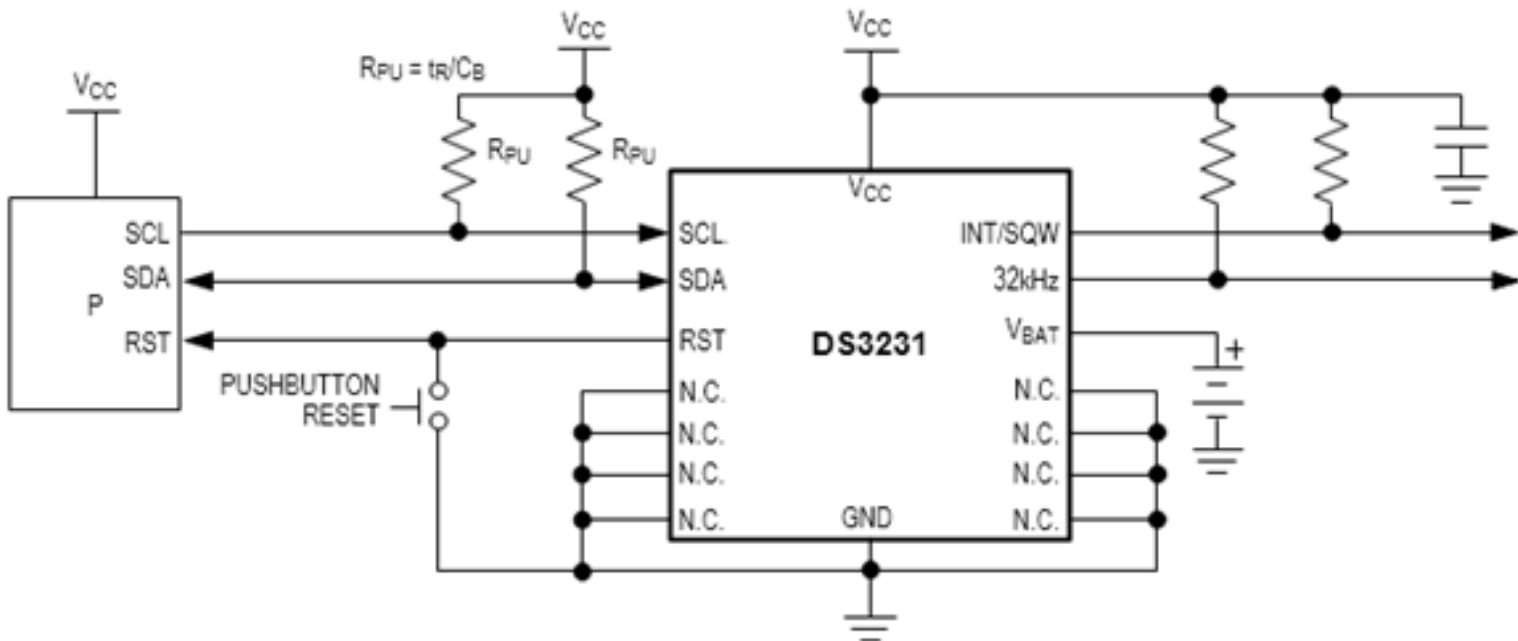 VCC
VCC
VCC
RPU = tR/CB
RPU
RPU
VCC
SCL
SCL.
INT/SQW
SDA
SDA
32kHz
P
RST
RST
DS3231
VBAT
+
PUSHBUTTON
RESET
N.C.
N.C.
N.C.
N.C.
N.C.
N.C.
N.C.
GND
N.C.